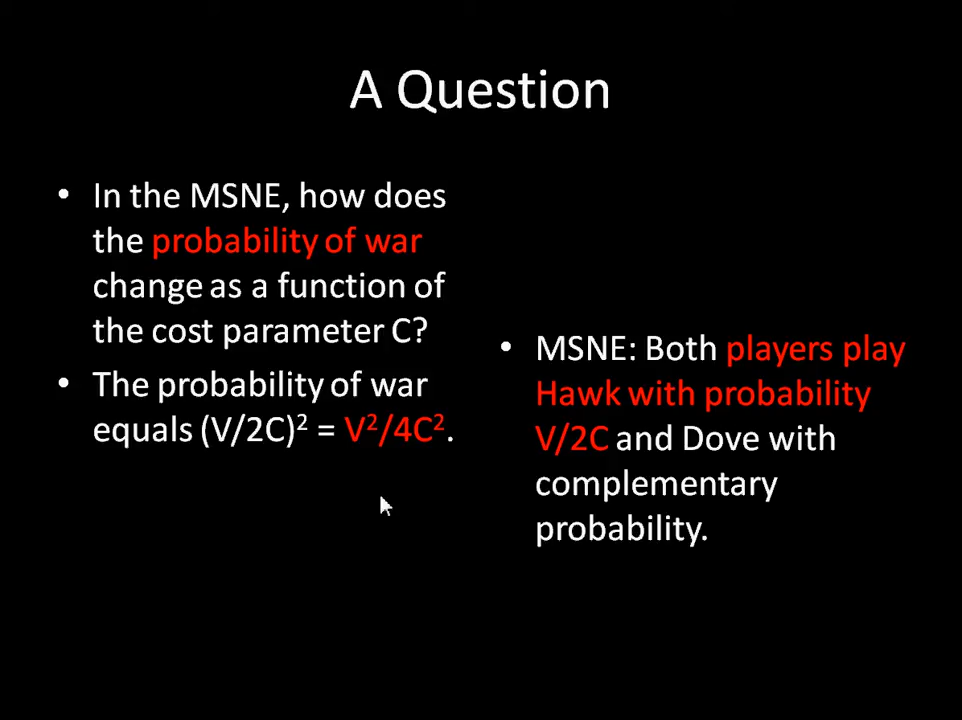 A Question
• In the MSNE, how does
the probability of war
change as a function of
the cost parameter C?
• The probability of war
equals (V/2C)² = V²/4C².
• MSNE: Both players play
Hawk with probability
V/2C and Dove with
complementary
probability.